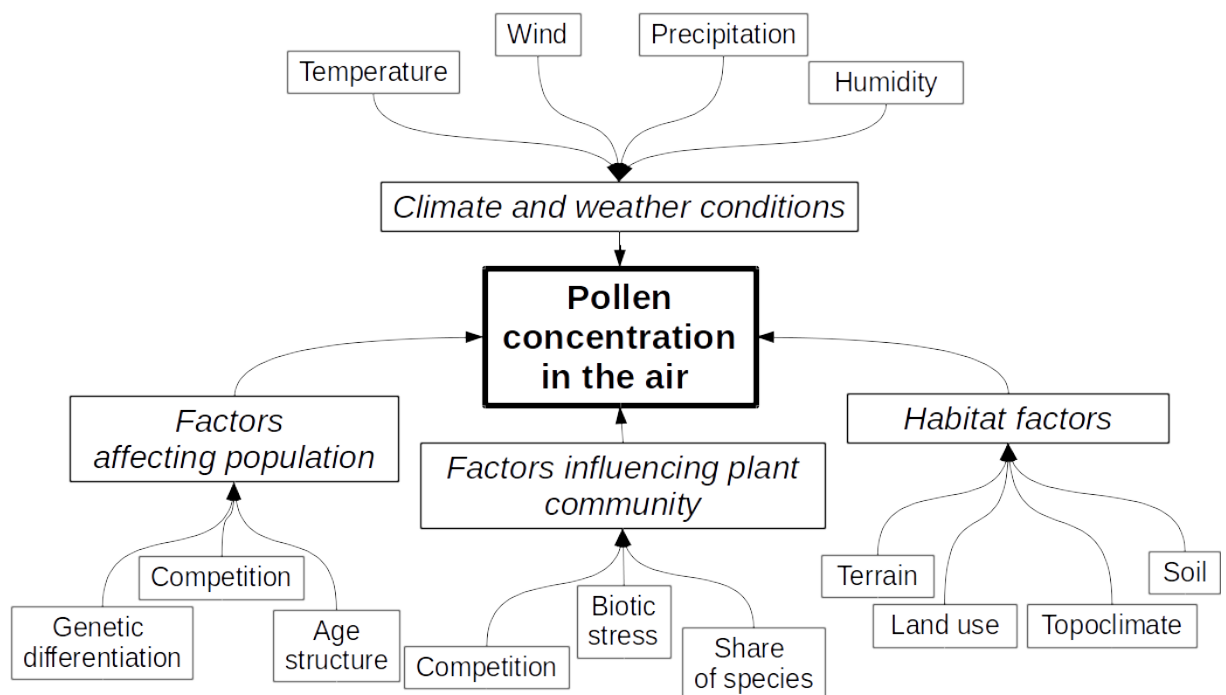 Wind
Precipitation
Temperature
Humidity
Climate and weather conditions
Pollen
concentration
in the air
Factors
affecting population
Habitat factors
Factors influencing plant
community
Competition
Genetic
differentiation
Age
structure
Competition
Biotic
stress
Share
of species
Terrain
Land use
Topoclimate
Soil